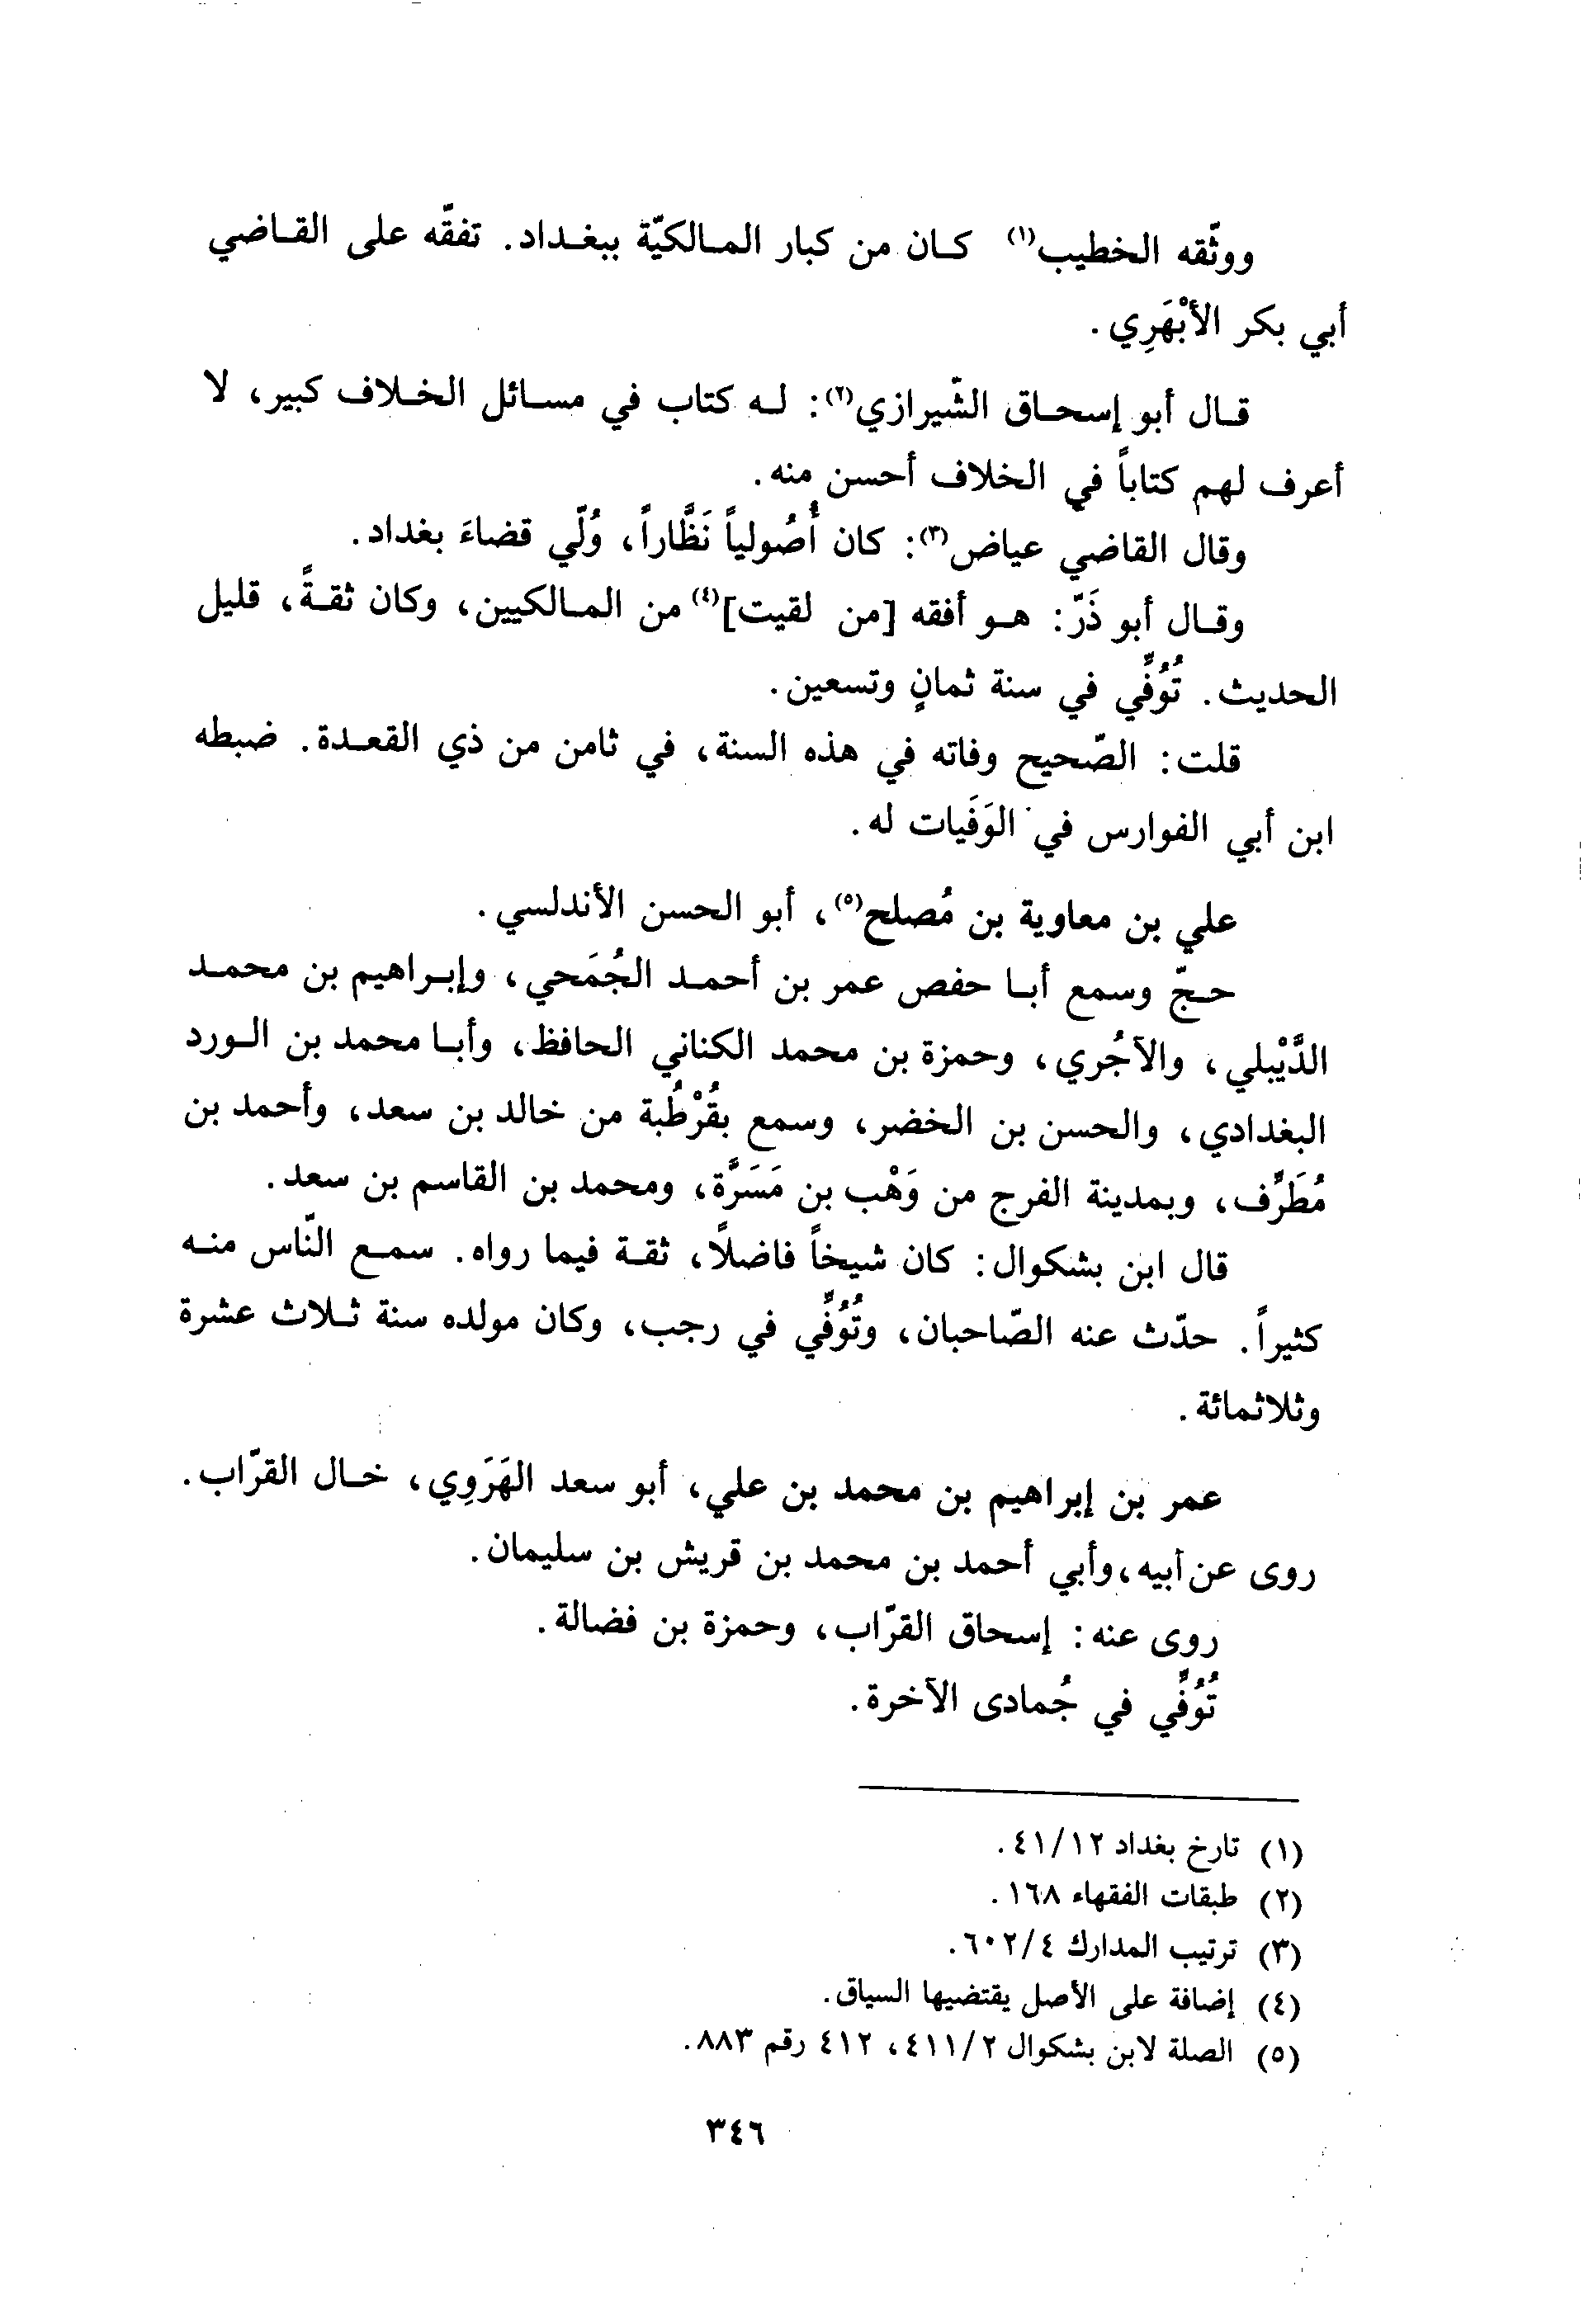 ووثّقه الخطيب(١) كان من كبار المالكيّة ببغداد. تفقّه على القاضي
أبي بكر الأبْهَرِي.
قال أبو إسحاق الشّيرازي(٢): له كتاب في مسائل الخلاف كبير، لا
أعرف لهم كتاباً في الخلاف أحسن منه.
وقال القاضي عياض(٣): كان أُصُولياً نَظَّاراً، وُلّي قضاءَ بغداد.
وقال أبو ذَرّ: هو أفقه [من لقيت](٤) من المالكيين، وكان ثقةً، قليل
الحديث. تُوُفِّي في سنة ثمانٍ وتسعين.
قلت: الصّحيح وفاته في هذه السنة، في ثامن من ذي القعدة. ضبطه
ابن أبي الفوارس في الوَفَيات له.
علي بن معاوية بن مُصلح(٥)، أبو الحسن الأندلسي.
حجّ وسمع أبا حفص عمر بن أحمد الجُمَحي، وإبراهيم بن محمد
الدَّيْبلي، والآجُري، وحمزة بن محمد الكناني الحافظ، وأبا محمد بن الورد
البغدادي، والحسن بن الخضر، وسمع بقُرْطُبة من خالد بن سعد، وأحمد بن
مُطَرِّف، وبمدينة الفرج من وَهْب بن مَسَرَّة، ومحمد بن القاسم بن سعد.
قال ابن بشكوال: كان شيخاً فاضلًا، ثقة فيما رواه. سمع النّاس منه
كثيراً. حدّث عنه الصّاحبان، وتُوُفِّي في رجب، وكان مولده سنة ثلاث عشرة
وثلاثمائة.
عمر بن إبراهيم بن محمد بن علي، أبو سعد الهَرَوِي، خال القرّاب.
روى عن أبيه، وأبي أحمد بن محمد بن قريش بن سليمان.
روى عنه: إسحاق القرّاب، وحمزة بن فضالة.
تُوُفِّي في جُمادى الآخرة.
(١) تارخ بغداد ٤١/١٢.
(٢) طبقات الفقهاء ١٦٨.
(٣) ترتيب المدارك ٦٠٢/٤.
(٤) إضافة على الأصل يقتضيها السياق.
(٥) الصلة لابن بشكوال ٤١١/٢، ٤١٢ رقم ٨٨٣.
٣٤٦